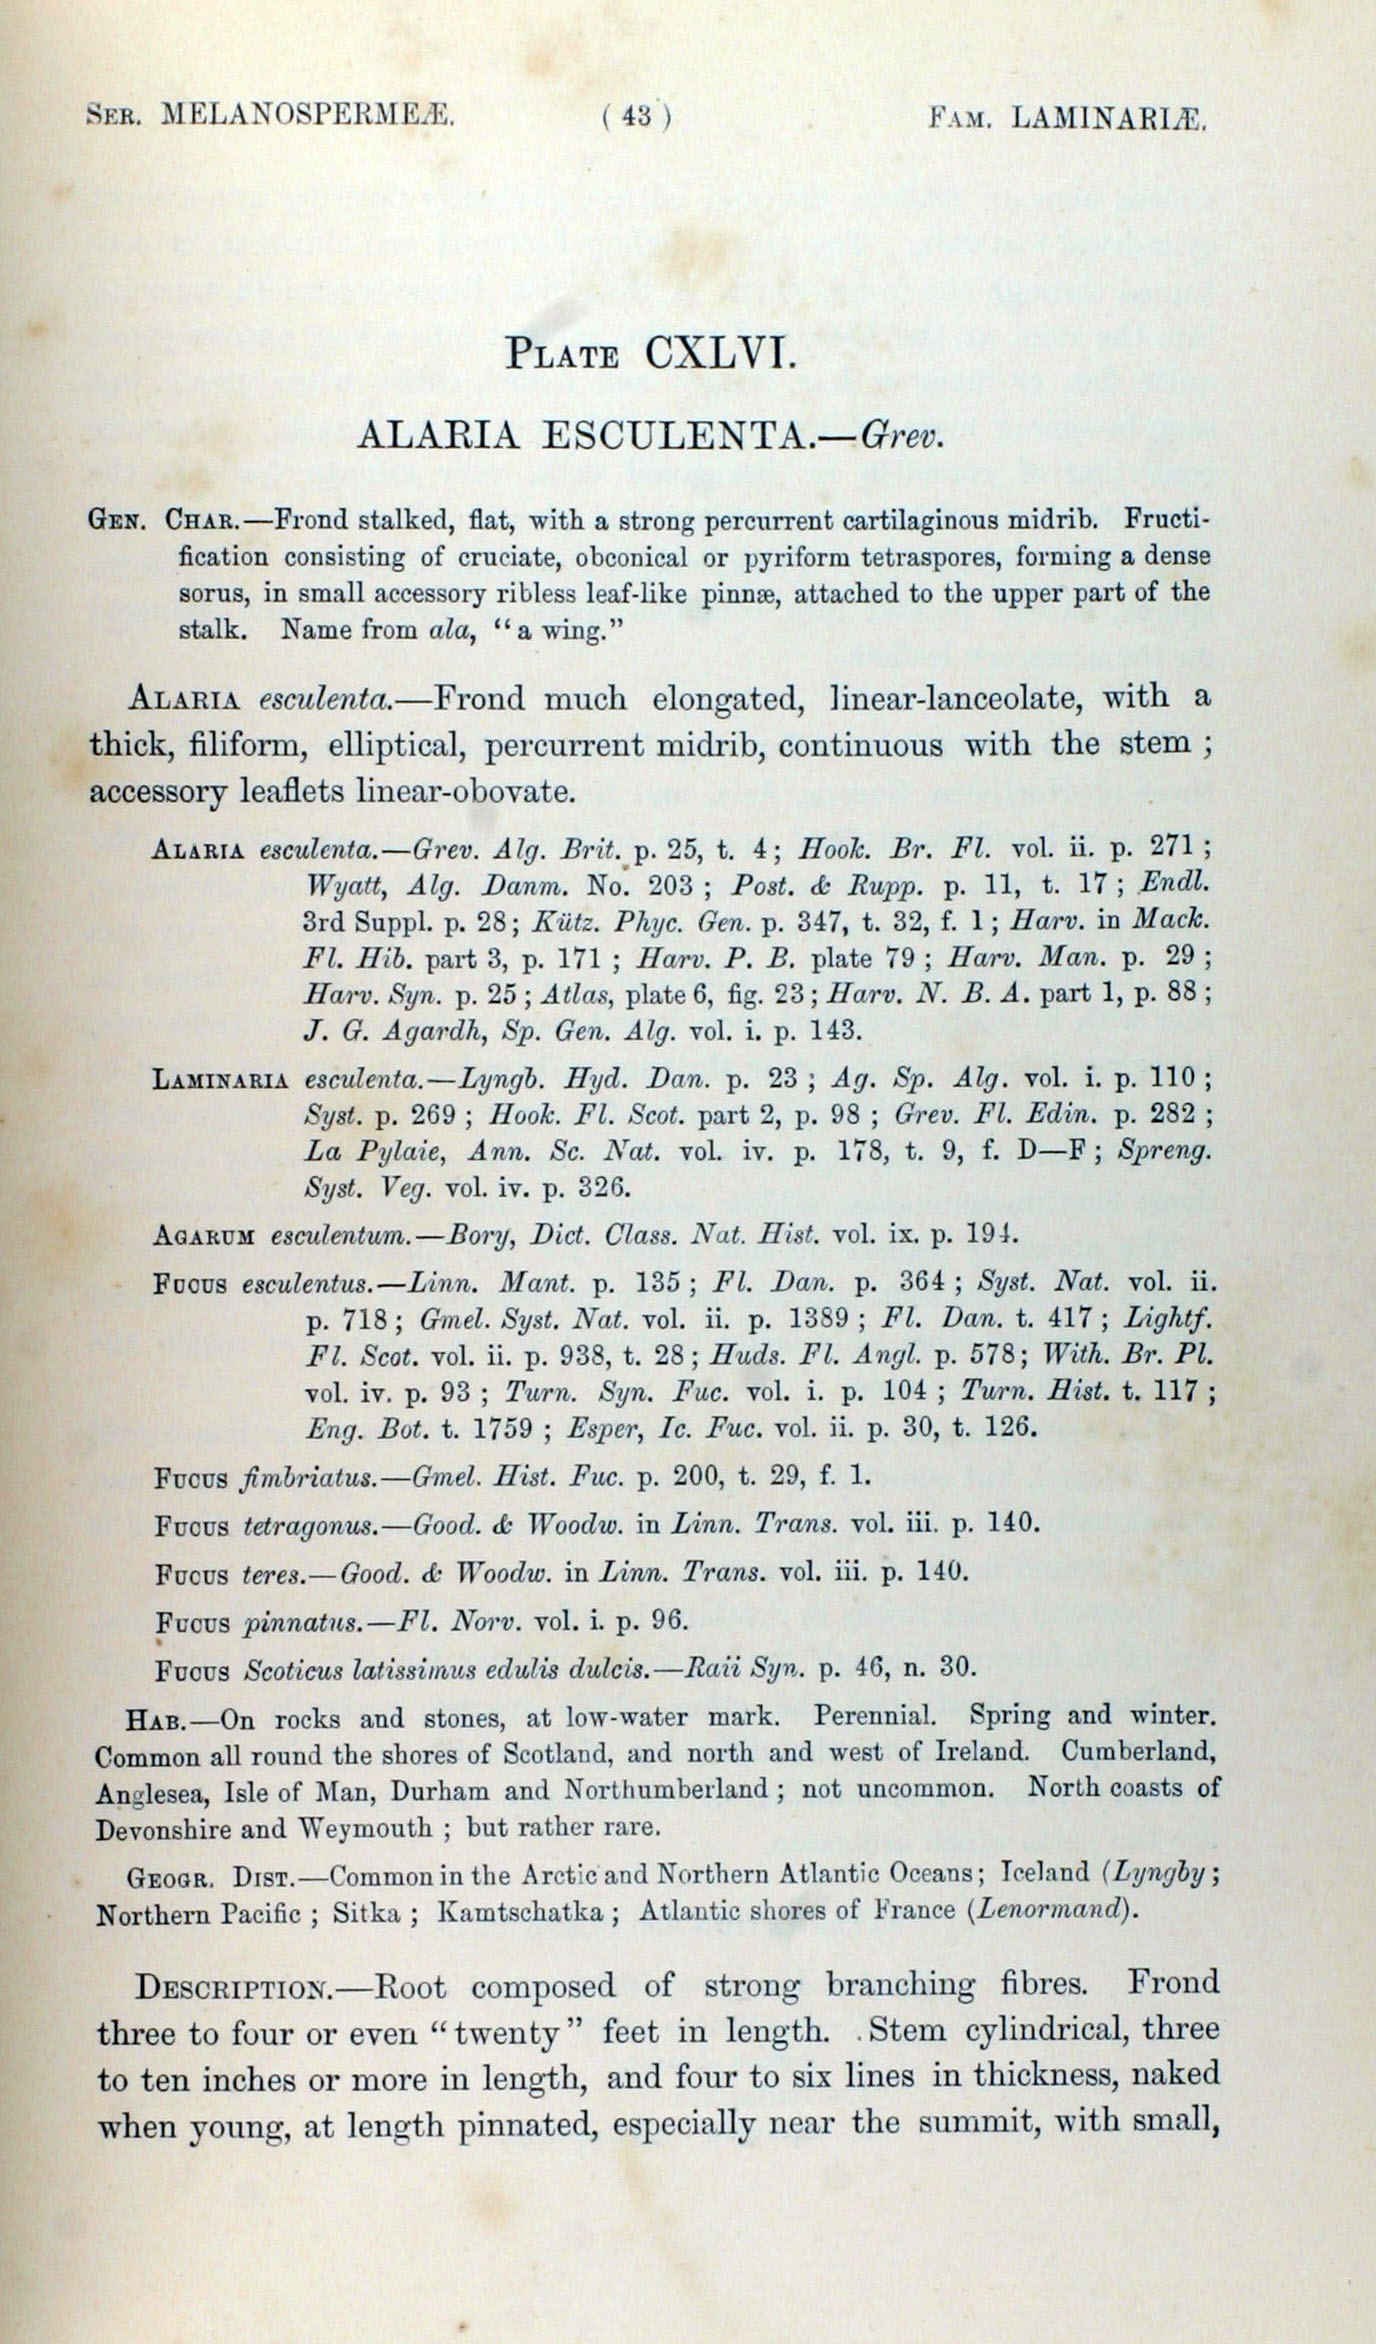 SER. MELANOSPERMEÆ. ( 43 ) FAM. LAMINARIÆ.
PLATE CXLVI.
ALARIA ESCULENTA.—Grev.
GEN. CHAR.—Frond stalked, flat, with a strong percurrent cartilaginous midrib. Fructi-
fication consisting of cruciate, obconical or pyriform tetraspores, forming a dense
sorus, in small accessory ribless leaf-like pinnæ, attached to the upper part of the
stalk. Name from ala, “a wing.”
ALARIA esculenta.—Frond much elongated, linear-lanceolate, with a
thick, filiform, elliptical, percurrent midrib, continuous with the stem ;
accessory leaflets linear-obovate.
ALARIA esculenta.—Grev. Alg. Brit. p. 25, t. 4; Hook. Br. Fl. vol. ii. p. 271 ;
Wyatt, Alg. Danm. No. 203 ; Post. & Rupp. p. 11, t. 17 ; Endl.
3rd Suppl. p. 28; Kütz. Phyc. Gen. p. 347, t. 32, f. 1 ; Harv. in Mack.
Fl. Hib. part 3, p. 171 ; Harv. P. B. plate 79 ; Harv. Man. p. 29 ;
Harv. Syn. p. 25 ; Atlas, plate 6, fig. 23 ; Harv. N. B. A. part 1, p. 88 ;
J. G. Agardh, Sp. Gen. Alg. vol. i. p. 143.
LAMINARIA esculenta.—Lyngb. Hyd. Dan. p. 23 ; Ag. Sp. Alg. vol. i. p. 110 ;
Syst. p. 269 ; Hook. Fl. Scot. part 2, p. 98 ; Grev. Fl. Edin. p. 282 ;
La Pylaie, Ann. Sc. Nat. vol. iv. p. 178, t. 9, f. D—F ; Spreng.
Syst. Veg. vol. iv. p. 326.
AGARUM esculentum.—Bory, Dict. Class. Nat. Hist. vol. ix. p. 194.
FUCUS esculentus.—Linn. Mant. p. 135 ; Fl. Dan. p. 364 ; Syst. Nat. vol. ii.
p. 718 ; Gmel. Syst. Nat. vol. ii. p. 1389 ; Fl. Dan. t. 417 ; Lightf.
Fl. Scot. vol. ii. p. 938, t. 28 ; Huds. Fl. Angl. p. 578; With. Br. Pl.
vol. iv. p. 93 ; Turn. Syn. Fuc. vol. i. p. 104 ; Turn. Hist. t. 117 ;
Eng. Bot. t. 1759 ; Esper, Ic. Fuc. vol. ii. p. 30, t. 126.
FUCUS fimbriatus.—Gmel. Hist. Fuc. p. 200, t. 29, f. 1.
FUCUS tetragonus.—Good. & Woodw. in Linn. Trans. vol. iii. p. 140.
FUCUS teres.—Good. & Woodw. in Linn. Trans. vol. iii. p. 140.
FUCUS pinnatus.—Fl. Norv. vol. i. p. 96.
FUCUS Scoticus latissimus edulis dulcis.—Raii Syn. p. 46, n. 30.
HAB.—On rocks and stones, at low-water mark. Perennial. Spring and winter.
Common all round the shores of Scotland, and north and west of Ireland. Cumberland,
Anglesea, Isle of Man, Durham and Northumberland ; not uncommon. North coasts of
Devonshire and Weymouth ; but rather rare.
GEOGR. DIST.—Common in the Arctic and Northern Atlantic Oceans; Iceland (Lyngby ;
Northern Pacific ; Sitka ; Kamtschatka ; Atlantic shores of France (Lenormand).
DESCRIPTION.—Root composed of strong branching fibres. Frond
three to four or even “twenty” feet in length. Stem cylindrical, three
to ten inches or more in length, and four to six lines in thickness, naked
when young, at length pinnated, especially near the summit, with small,